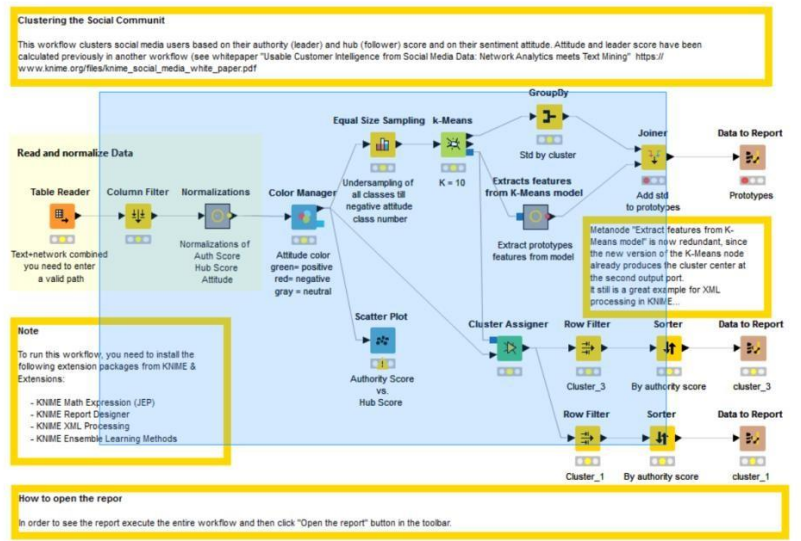 Clustering the Social Communit
This workflow clusters social media users based on their authority (leader) and hub (follower) score and on their sentiment attitude. Attitude and leader score have been
calculated previously in another workflow (see whitepaper "Usable Customer Intelligence from Social Media Data: Network Analytics meets Text Mining"  https://
www.knime.org/files/knime_social_media_white_paper.pdf
GroupBy
Std by cluster
Equal Size Sampling
Undersampling of
all classes till
negative attitude
class number
k-Means
K = 10
Joiner
Add std
to prototypes
Data to Report
Prototypes
Read and normalize Data
Table Reader
Text+network combined
you need to enter
a valid path
Column Filter
Normalizations
Normalizations of
Auth Score
Hub Score
Attitude
Color Manager
Attitude color
green= positive
red= negative
gray = neutral
Extracts features
from K-Means model
Extract prototypes
features from model
Metanode "Extract features from K-
Means model" is now redundant, since
the new version of the K-Means node
already produces the cluster center at
the second output port.
It still is a great example for XML
processing in KNIME...
Scatter Plot
Authority Score
vs.
Hub Score
Cluster Assigner
Row Filter
Cluster_3
Sorter
By authority score
Data to Report
cluster_3
Row Filter
Cluster_1
Sorter
By authority score
Data to Report
cluster_1
Note
To run this workflow, you need to install the
following extension packages from KNIME &
Extensions:
- KNIME Math Expression (JEP)
- KNIME Report Designer
- KNIME XML Processing
- KNIME Ensemble Learning Methods
How to open the repor
In order to see the report execute the entire workflow and then click "Open the report" button in the toolbar.